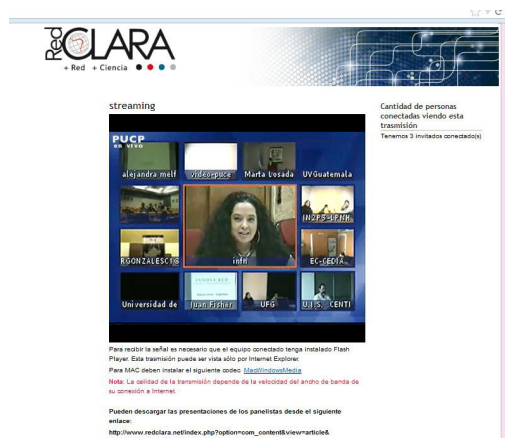 Red CLARA
+ Red + Ciencia
streaming
Cantidad de personas
conectadas viendo esta
trasmisión
Tenemos 3 invitados conectado(s)
PUCP
en vivo
alejandra melf
video-puce
Marta Losada
UVGuatemala
IN2P3-LPNH
RGONZALESC1@
infn
EC-CEDIA
Universidad de
Juan Fisher
UFG
U.I.S. CENTI
Para recibir la señal es necesario que el equipo conectado tenga instalado Flash
Player. Esta trasmisión puede ser vista sólo por Internet Explorer.
Para MAC deben instalar el siguiente codec MacWindowsMedia
Nota: La calidad de la transmisión depende de la velocidad del ancho de banda de
su conexión a Internet.
Pueden descargar las presentaciones de los panelistas desde el siguiente
enlace:
http://www.redclara.net/index.php?option=com_content&view=article&